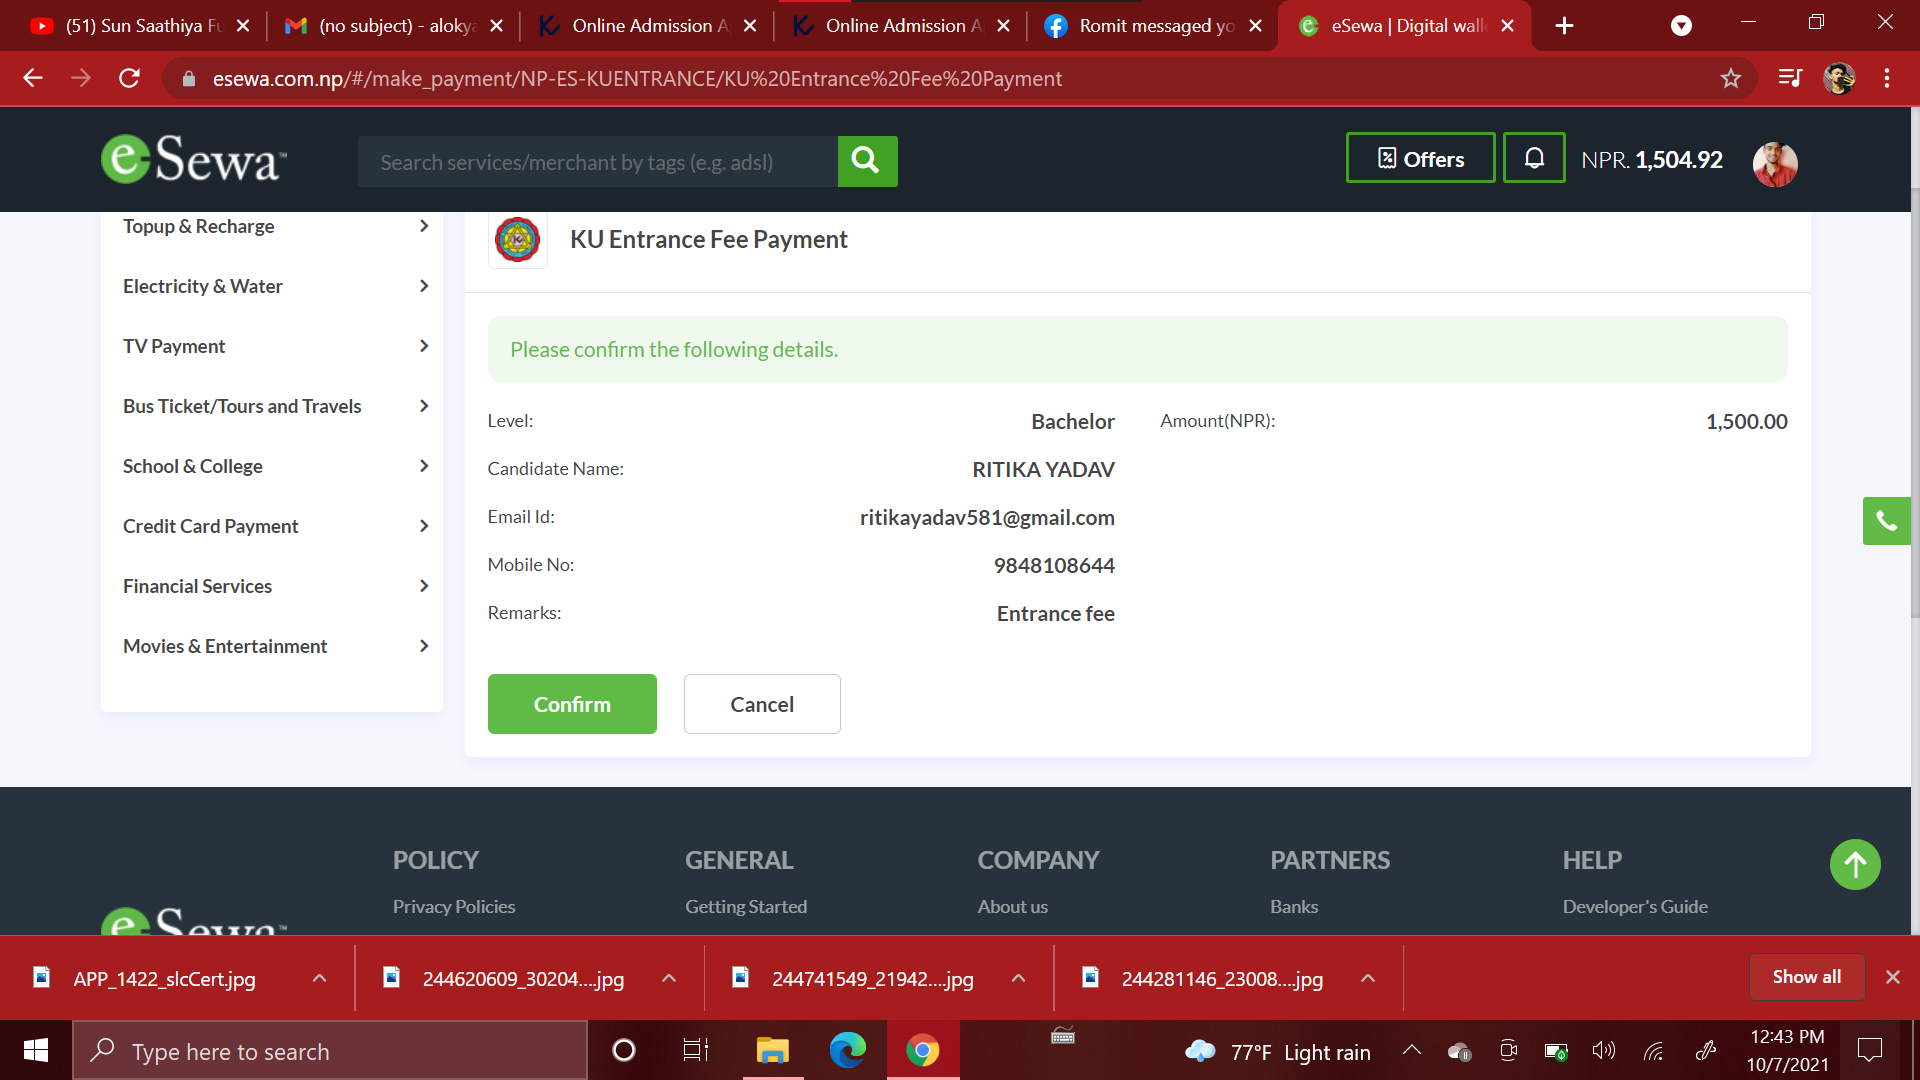 (51) Sun Saathiya Fu
(no subject) - alokya
Online Admission A
Online Admission A
Romit messaged yo
eSewa | Digital walle
esewa.com.np/#/make_payment/NP-ES-KUENTRANCE/KU%20Entrance%20Fee%20Payment
eSewa™
Search services/merchant by tags (e.g. adsl)
Offers
NPR. 1,504.92
Topup & Recharge
Electricity & Water
TV Payment
Bus Ticket/Tours and Travels
School & College
Credit Card Payment
Financial Services
Movies & Entertainment
KU Entrance Fee Payment
Please confirm the following details.
Level: Bachelor
Amount(NPR): 1,500.00
Candidate Name: RITIKA YADAV
Email Id: ritikayadav581@gmail.com
Mobile No: 9848108644
Remarks: Entrance fee
Confirm
Cancel
eSewa™
POLICY
Privacy Policies
GENERAL
Getting Started
COMPANY
About us
PARTNERS
Banks
HELP
Developer's Guide
APP_1422_slcCert.jpg
244620609_30204....jpg
244741549_21942....jpg
244281146_23008....jpg
Show all
Type here to search
77°F Light rain
12:43 PM
10/7/2021